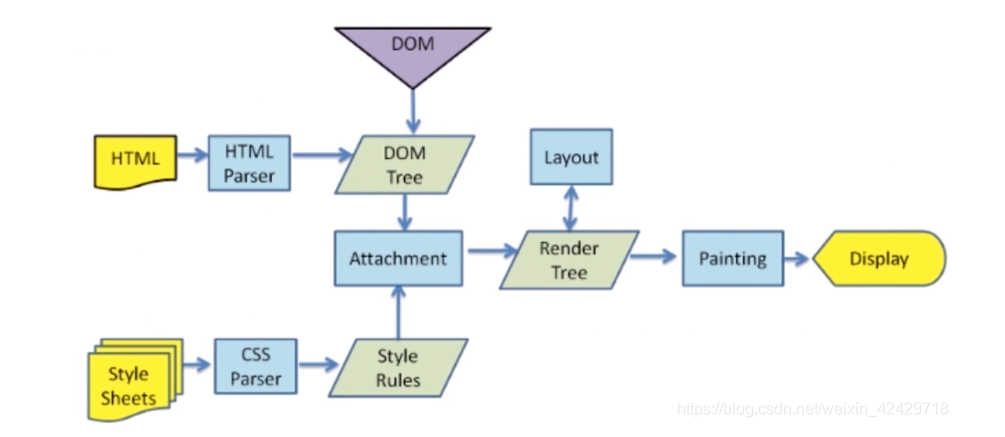 DOM
HTML
HTML
Parser
DOM
Tree
Layout
Attachment
Render
Tree
Painting
Display
Style
Sheets
CSS
Parser
Style
Rules
https://blog.csdn.net/weixin_42429718